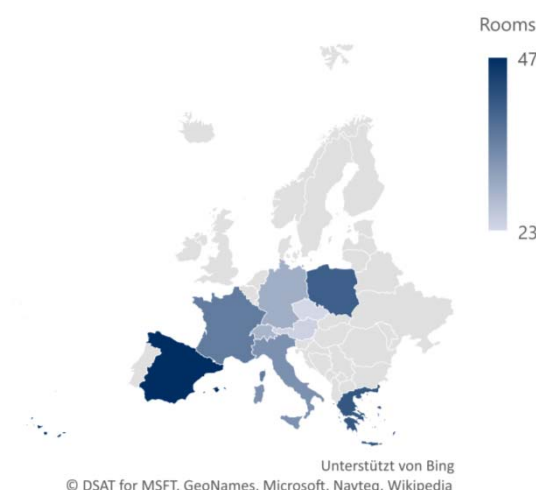 Rooms
47
23
Unterstützt von Bing
© DSAT for MSFT, GeoNames, Microsoft, Navteq, Wikipedia